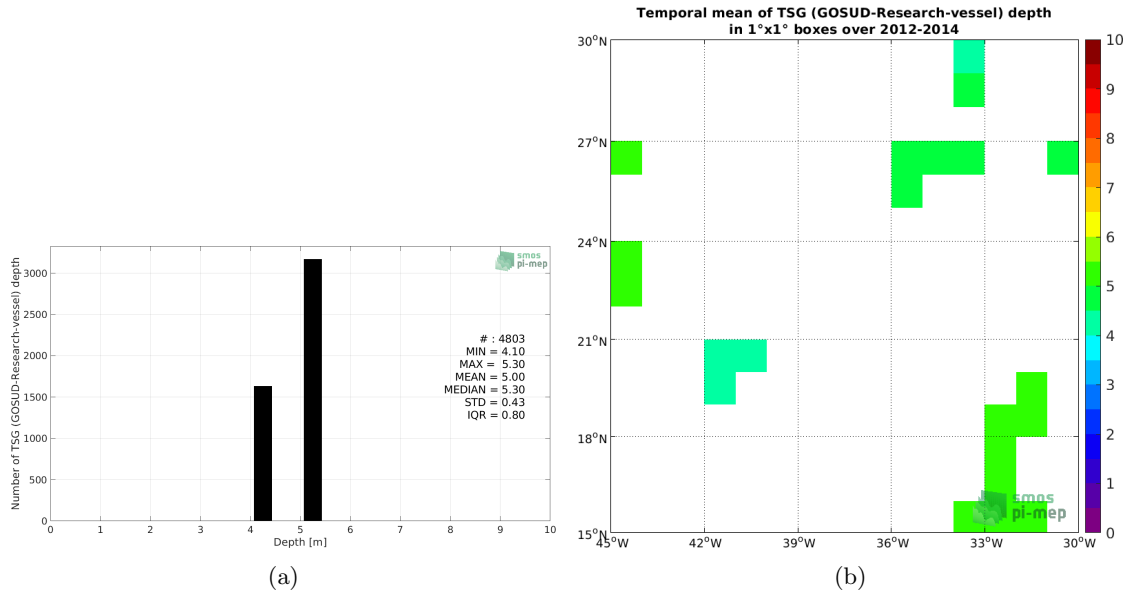 Number of TSG (GOSUD-Research-vessel) depth
3000
2500
2000
1500
1000
500
0
0 1 2 3 4 5 6 7 8 9 10
Depth [m]
smos
pi-mep
# : 4803
MIN = 4.10
MAX = 5.30
MEAN = 5.00
MEDIAN = 5.30
STD = 0.43
IQR = 0.80
(a)
Temporal mean of TSG (GOSUD-Research-vessel) depth
in 1°x1° boxes over 2012-2014
30°N
27°N
24°N
21°N
18°N
15°N
45°W 42°W 39°W 36°W 33°W 30°W
smos
pi-mep
10
9
8
7
6
5
4
3
2
1
0
(b)